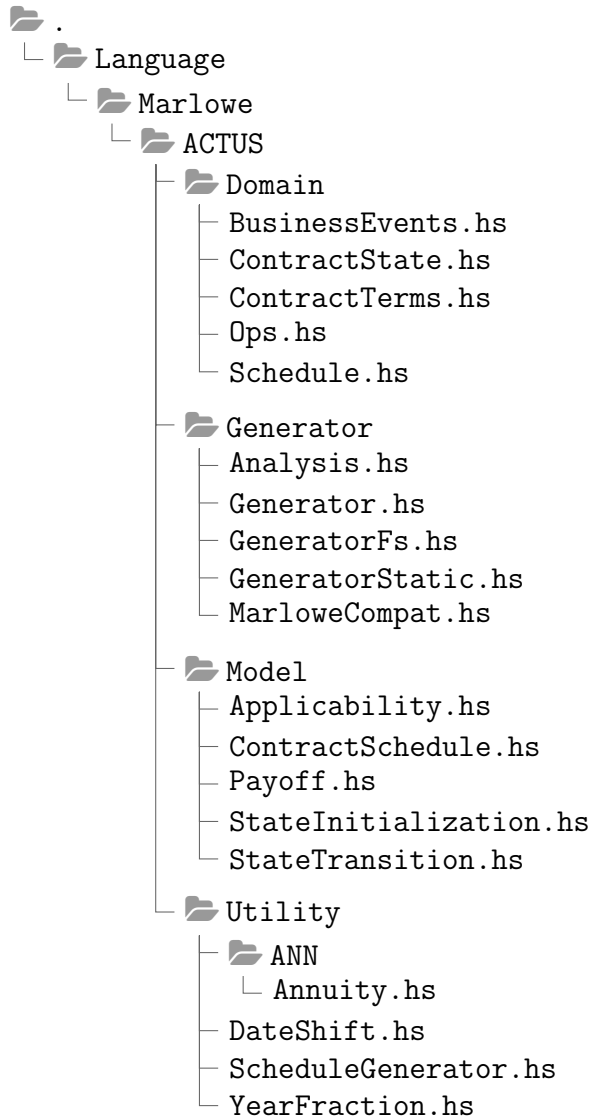 .
Language
Marlowe
ACTUS
Domain
BusinessEvents.hs
ContractState.hs
ContractTerms.hs
Ops.hs
Schedule.hs
Generator
Analysis.hs
Generator.hs
GeneratorFs.hs
GeneratorStatic.hs
MarloweCompat.hs
Model
Applicability.hs
ContractSchedule.hs
Payoff.hs
StateInitialization.hs
StateTransition.hs
Utility
ANN
Annuity.hs
DateShift.hs
ScheduleGenerator.hs
YearFraction.hs